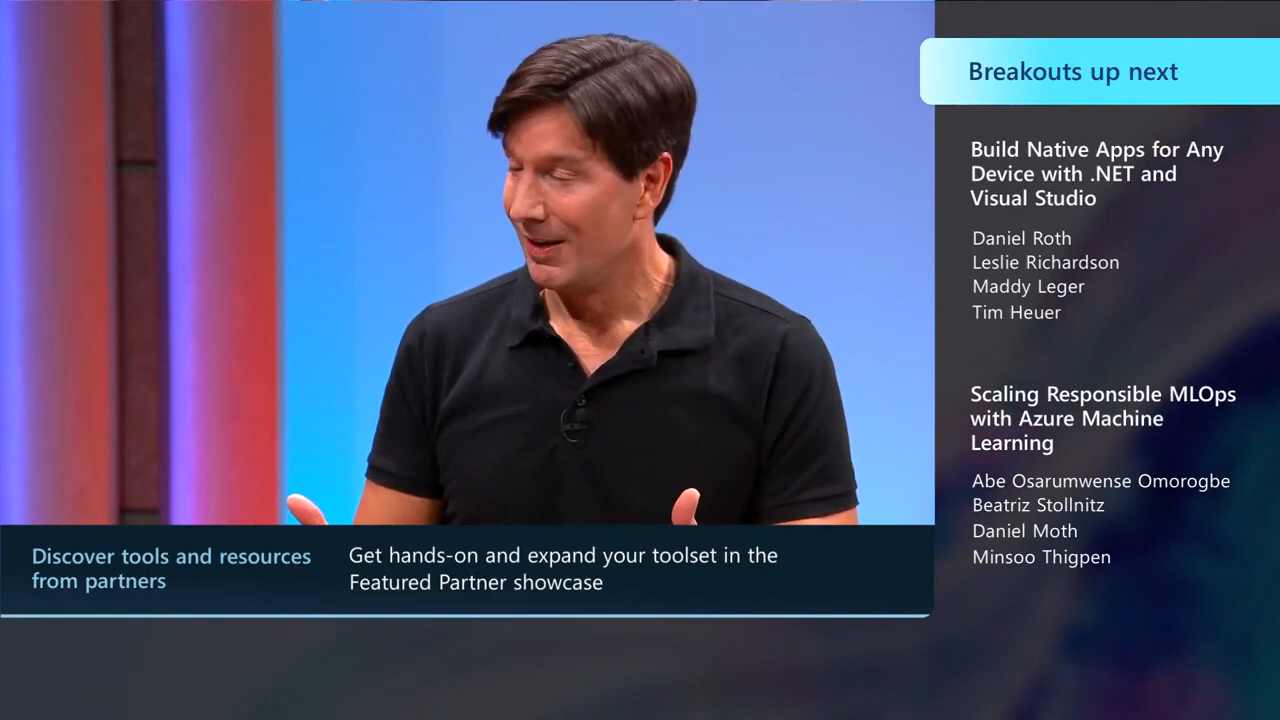 Breakouts up next
Build Native Apps for Any
Device with .NET and
Visual Studio
Daniel Roth
Leslie Richardson
Maddy Leger
Tim Heuer
Scaling Responsible MLOps
with Azure Machine
Learning
Abe Osarumwense Omorogbe
Beatriz Stollnitz
Daniel Moth
Minsoo Thigpen
Discover tools and resources
from partners
Get hands-on and expand your toolset in the
Featured Partner showcase